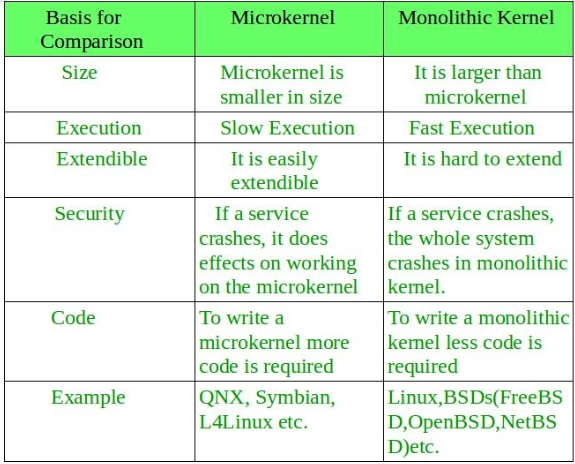 Basis for
Comparison
Microkernel
Monolithic Kernel
Size
Microkernel is
smaller in size
It is larger than
microkernel
Execution
Slow Execution
Fast Execution
Extendible
It is easily
extendible
It is hard to extend
Security
If a service
crashes, it does
effects on working
on the microkernel
If a service crashes,
the whole system
crashes in monolithic
kernel.
Code
To write a
microkernel more
code is required
To write a monolithic
kernel less code is
required
Example
QNX, Symbian,
L4Linux etc.
Linux,BSDs(FreeBS
D,OpenBSD,NetBS
D)etc.